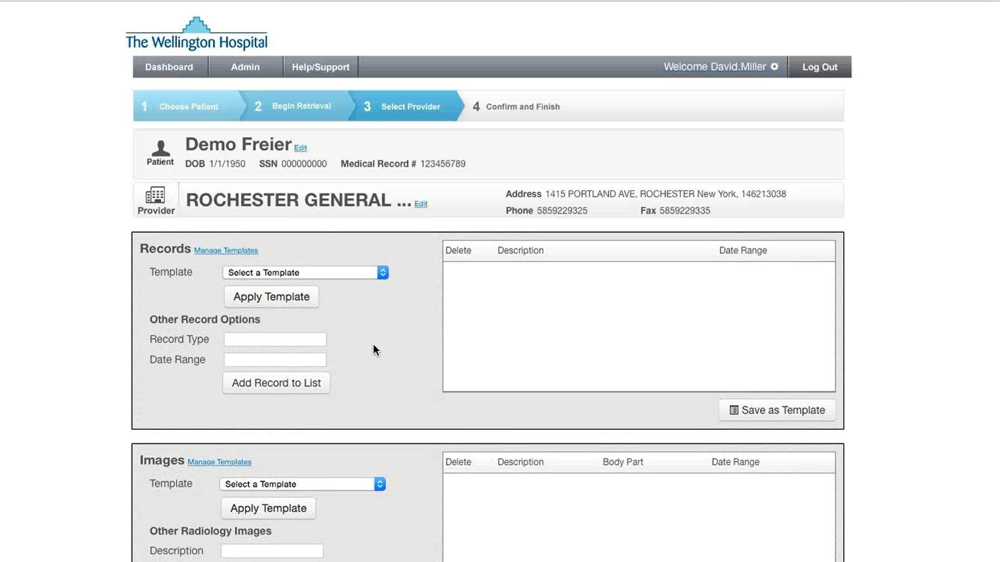 The Wellington Hospital
Dashboard Admin Help/Support Welcome David.Miller Log Out
1 Choose Patient 2 Begin Retrieval 3 Select Provider 4 Confirm and Finish
Patient
Demo Freier Edit
DOB 1/1/1950 SSN 000000000 Medical Record # 123456789
Provider
ROCHESTER GENERAL ... Edit
Address 1415 PORTLAND AVE, ROCHESTER New York, 146213038
Phone 5859229325 Fax 5859229335
Records Manage Templates
Template Select a Template
Apply Template
Other Record Options
Record Type
Date Range
Add Record to List
Delete Description Date Range
Save as Template
Images Manage Templates
Template Select a Template
Apply Template
Other Radiology Images
Description
Delete Description Body Part Date Range